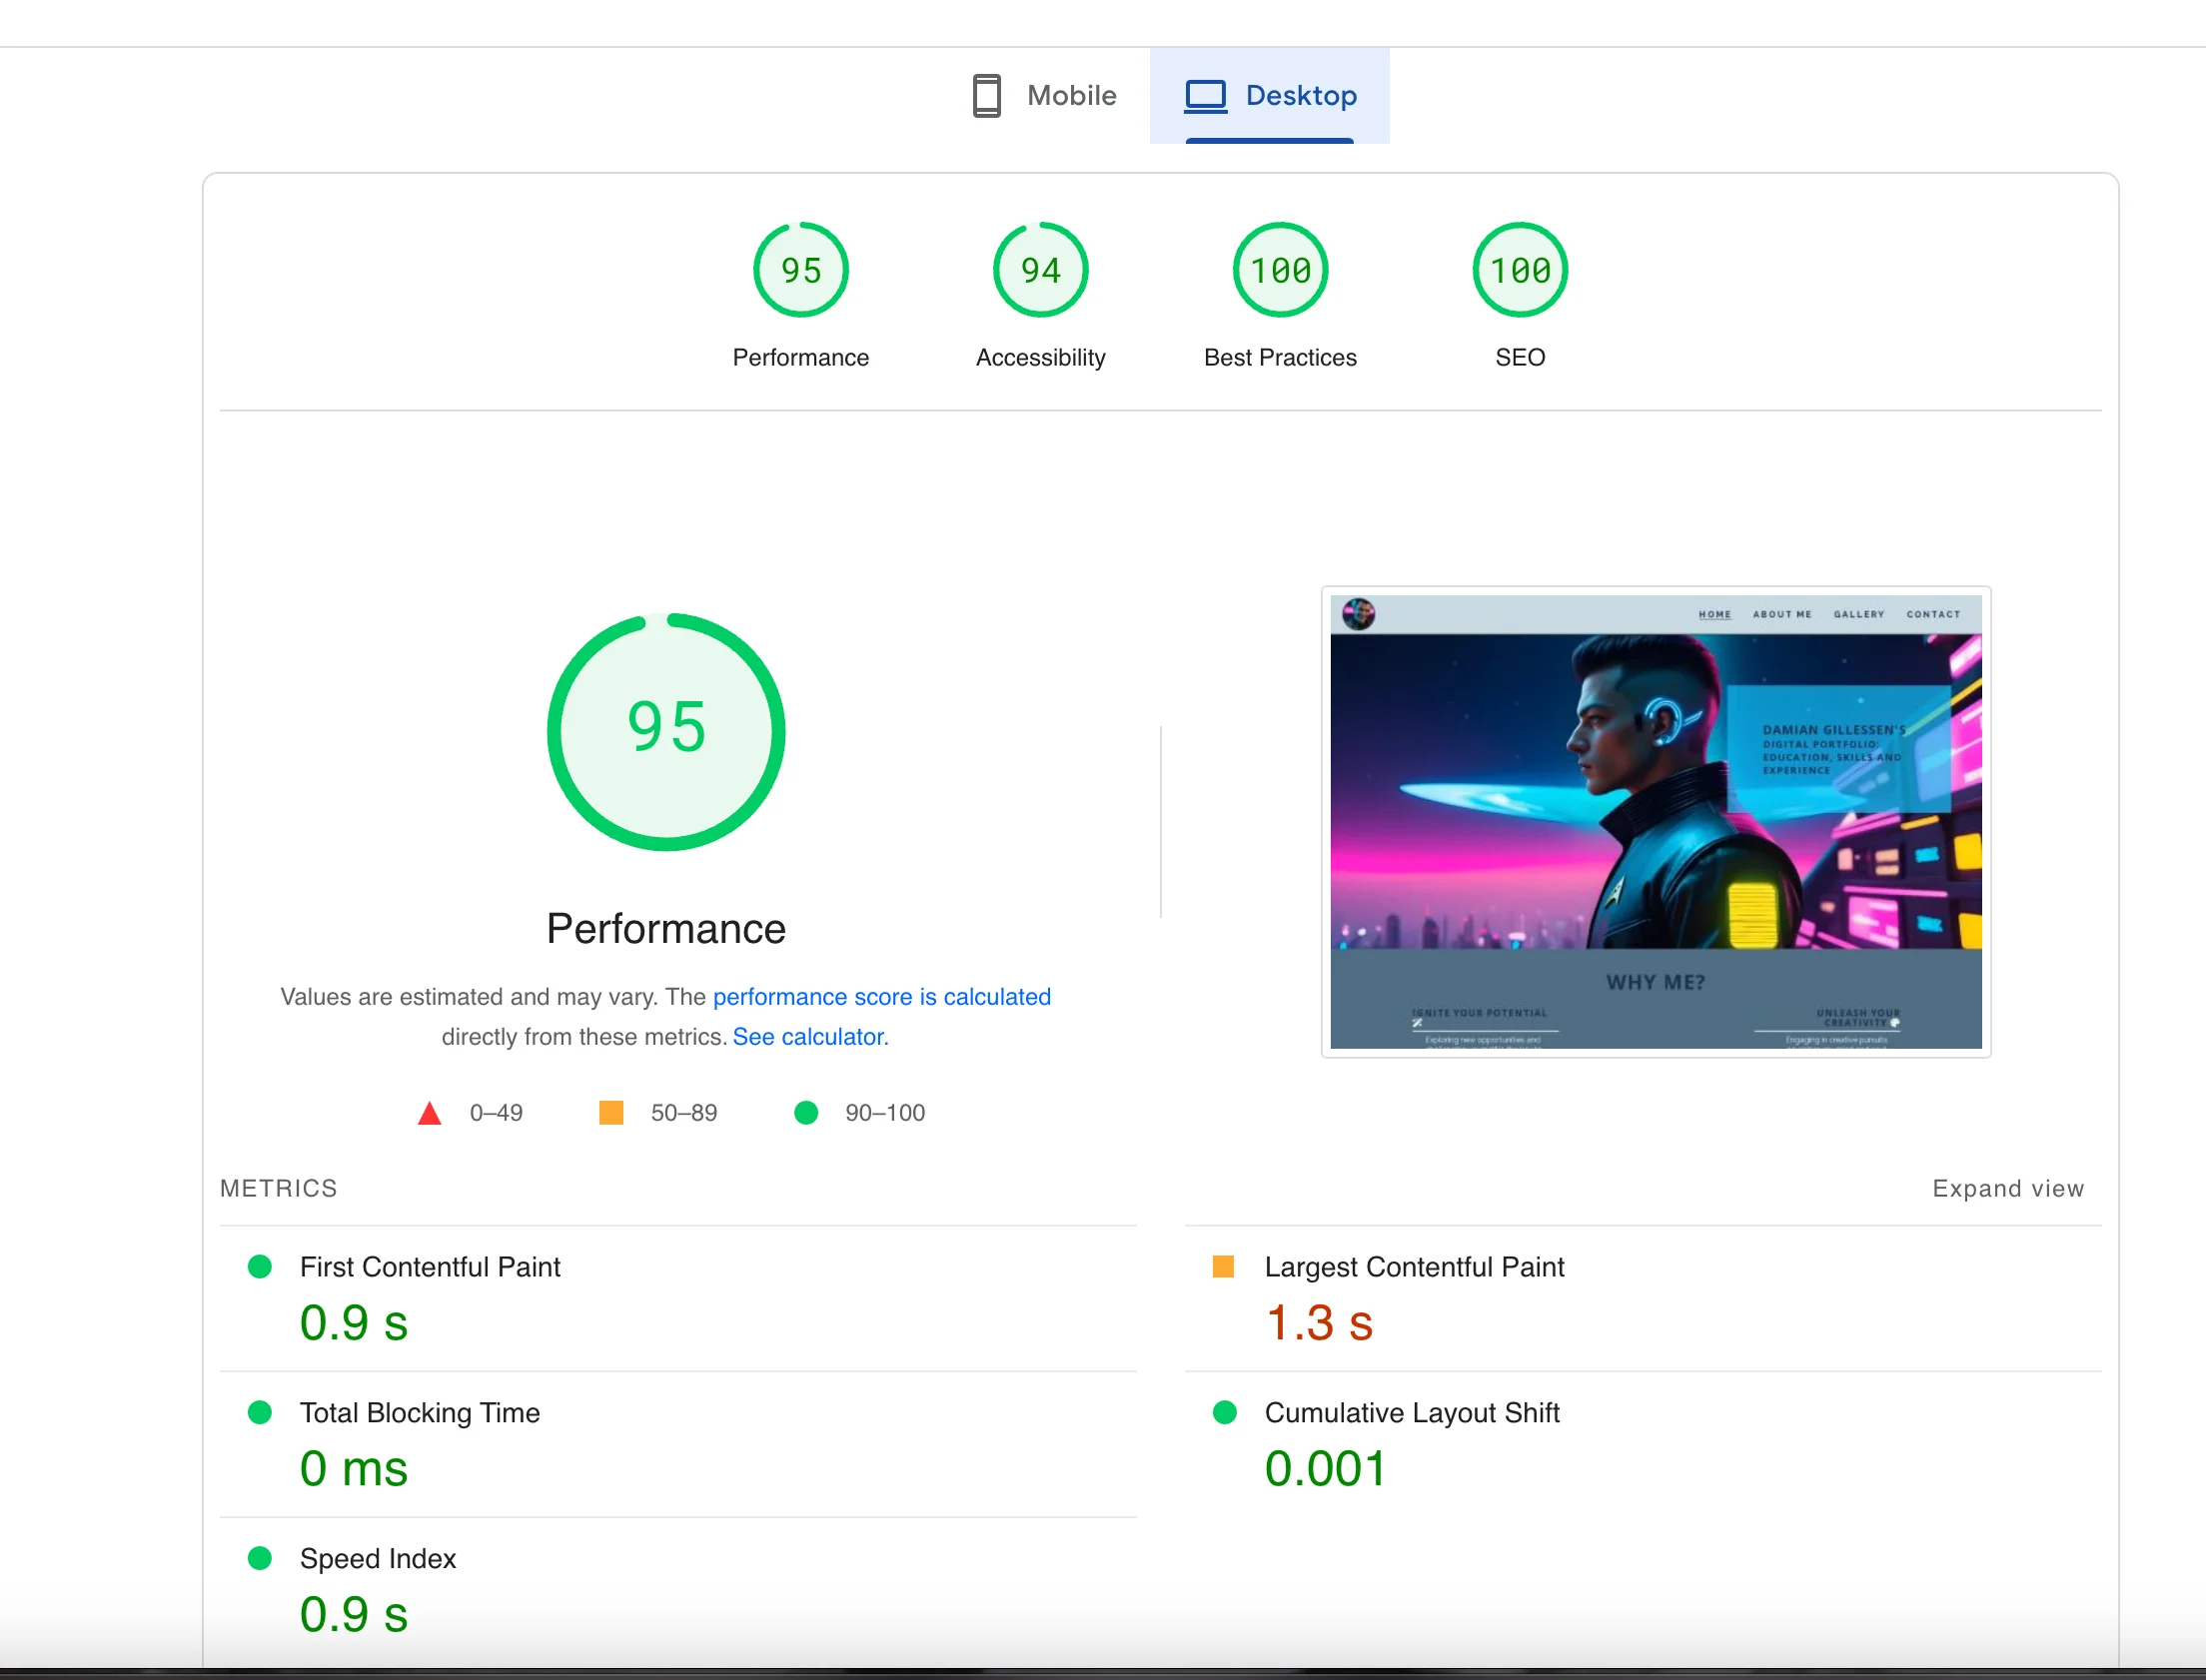 Mobile
Desktop
95
94
100
100
Performance
Accessibility
Best Practices
SEO
95
Performance
Values are estimated and may vary. The performance score is calculated
directly from these metrics. See calculator.
0–49
50–89
90–100
HOME
ABOUT ME
GALLERY
CONTACT
DAMIAN GILLESSEN'S
DIGITAL PORTFOLIO:
EDUCATION, SKILLS AND
EXPERIENCE
WHY ME?
IGNITE YOUR POTENTIAL
Exploring new opportunities and
UNLEASH YOUR
CREATIVITY
Engaging in creative pursuits
METRICS
Expand view
First Contentful Paint
0.9 s
Largest Contentful Paint
1.3 s
Total Blocking Time
0 ms
Cumulative Layout Shift
0.001
Speed Index
0.9 s